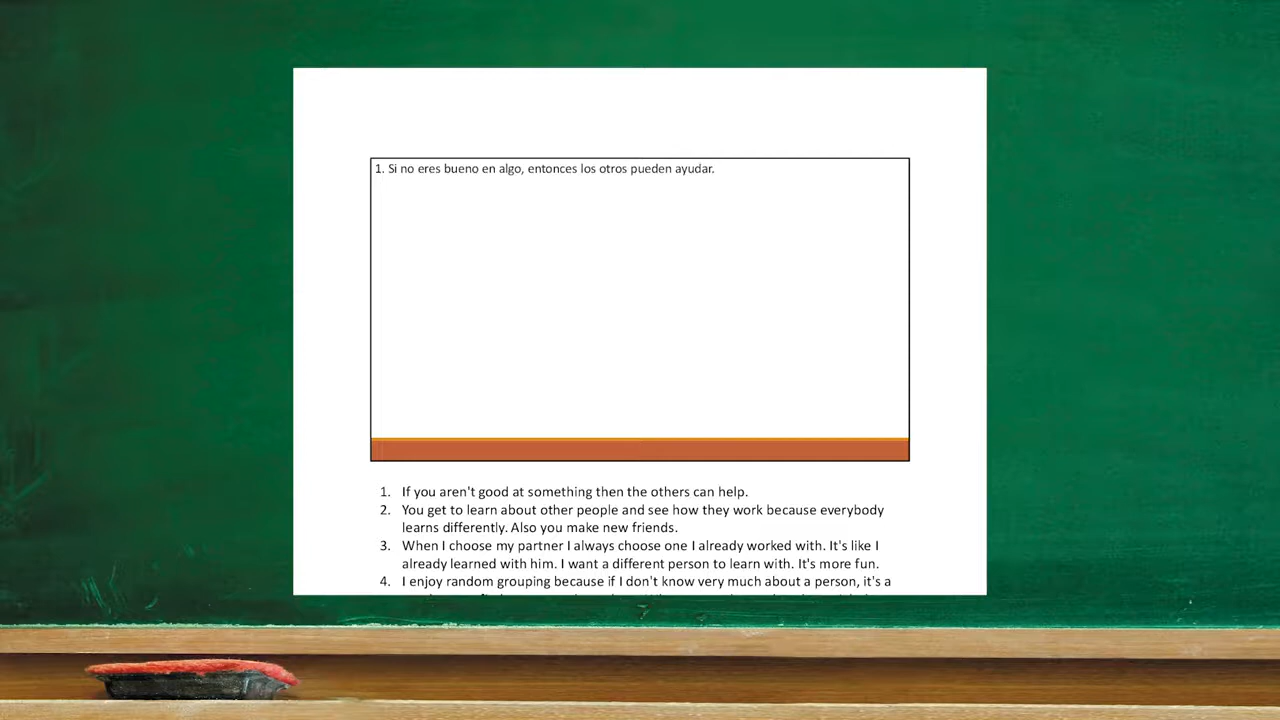 1. Si no eres bueno en algo, entonces los otros pueden ayudar.
1. If you aren't good at something then the others can help.
2. You get to learn about other people and see how they work because everybody
learns differently. Also you make new friends.
3. When I choose my partner I always choose one I already worked with. It's like I
already learned with him. I want a different person to learn with. It's more fun.
4. I enjoy random grouping because if I don't know very much about a person, it's a